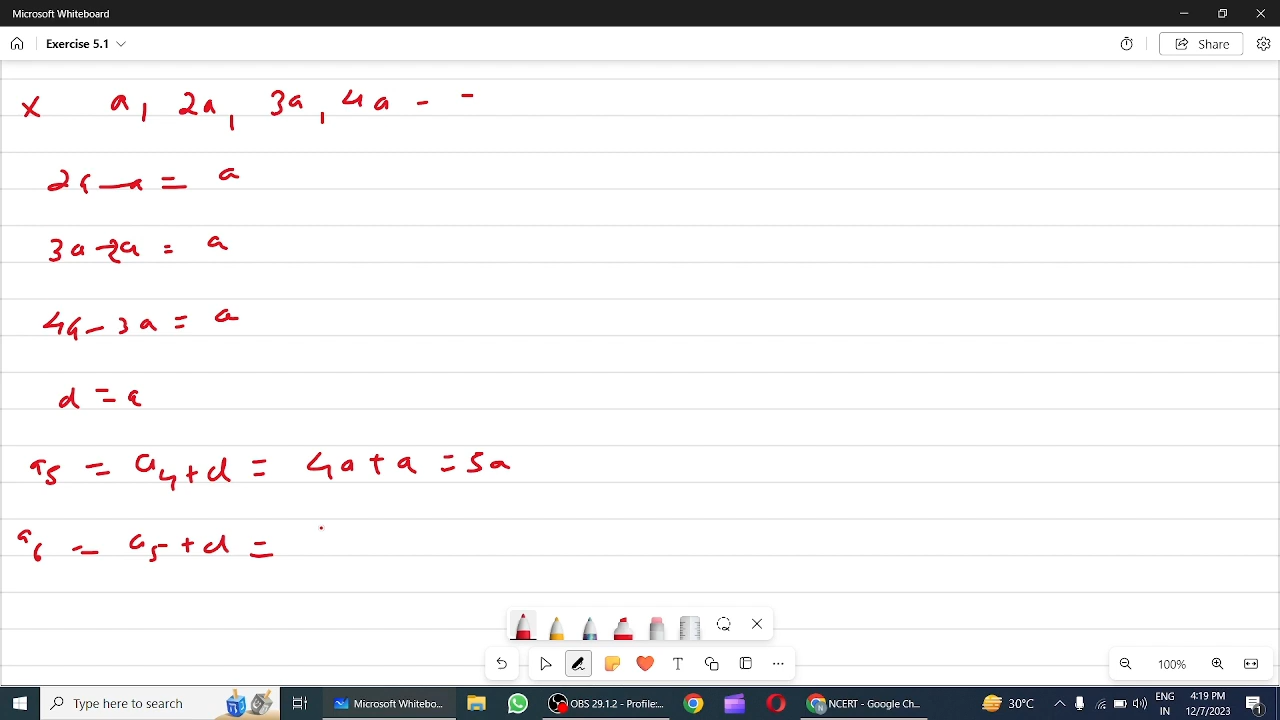 Microsoft Whiteboard
Exercise 5.1
Share
x a, 2a, 3a, 4a - -
2a - a = a
3a - 2a = a
4a - 3a = a
d = a
a5 = a4 + d = 4a + a = 5a
a6 = a5 + d =
100%
Type here to search
Microsoft Whitebo...
OBS 29.1.2 - Profile:...
NCERT - Google Ch...
30°C
ENG
IN
4:19 PM
12/7/2023